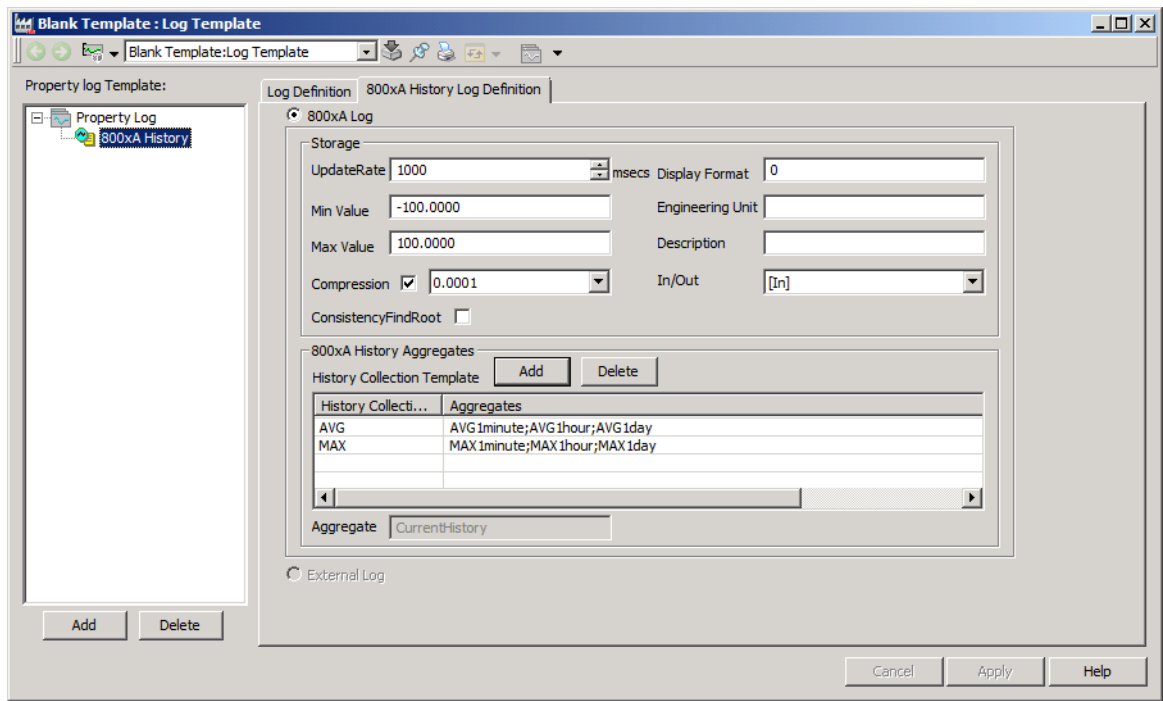 Blank Template : Log Template
Blank Template:Log Template
Property log Template:
Property Log
800xA History
Add
Delete
Log Definition
800xA History Log Definition
800xA Log
Storage
UpdateRate 1000 msecs Display Format 0
Min Value -100.0000 Engineering Unit
Max Value 100.0000 Description
Compression 0.0001 In/Out [In]
ConsistencyFindRoot
800xA History Aggregates
History Collection Template Add Delete
History Collecti... Aggregates
AVG AVG1minute;AVG1hour;AVG1day
MAX MAX1minute;MAX1hour;MAX1day
Aggregate CurrentHistory
External Log
Cancel Apply Help